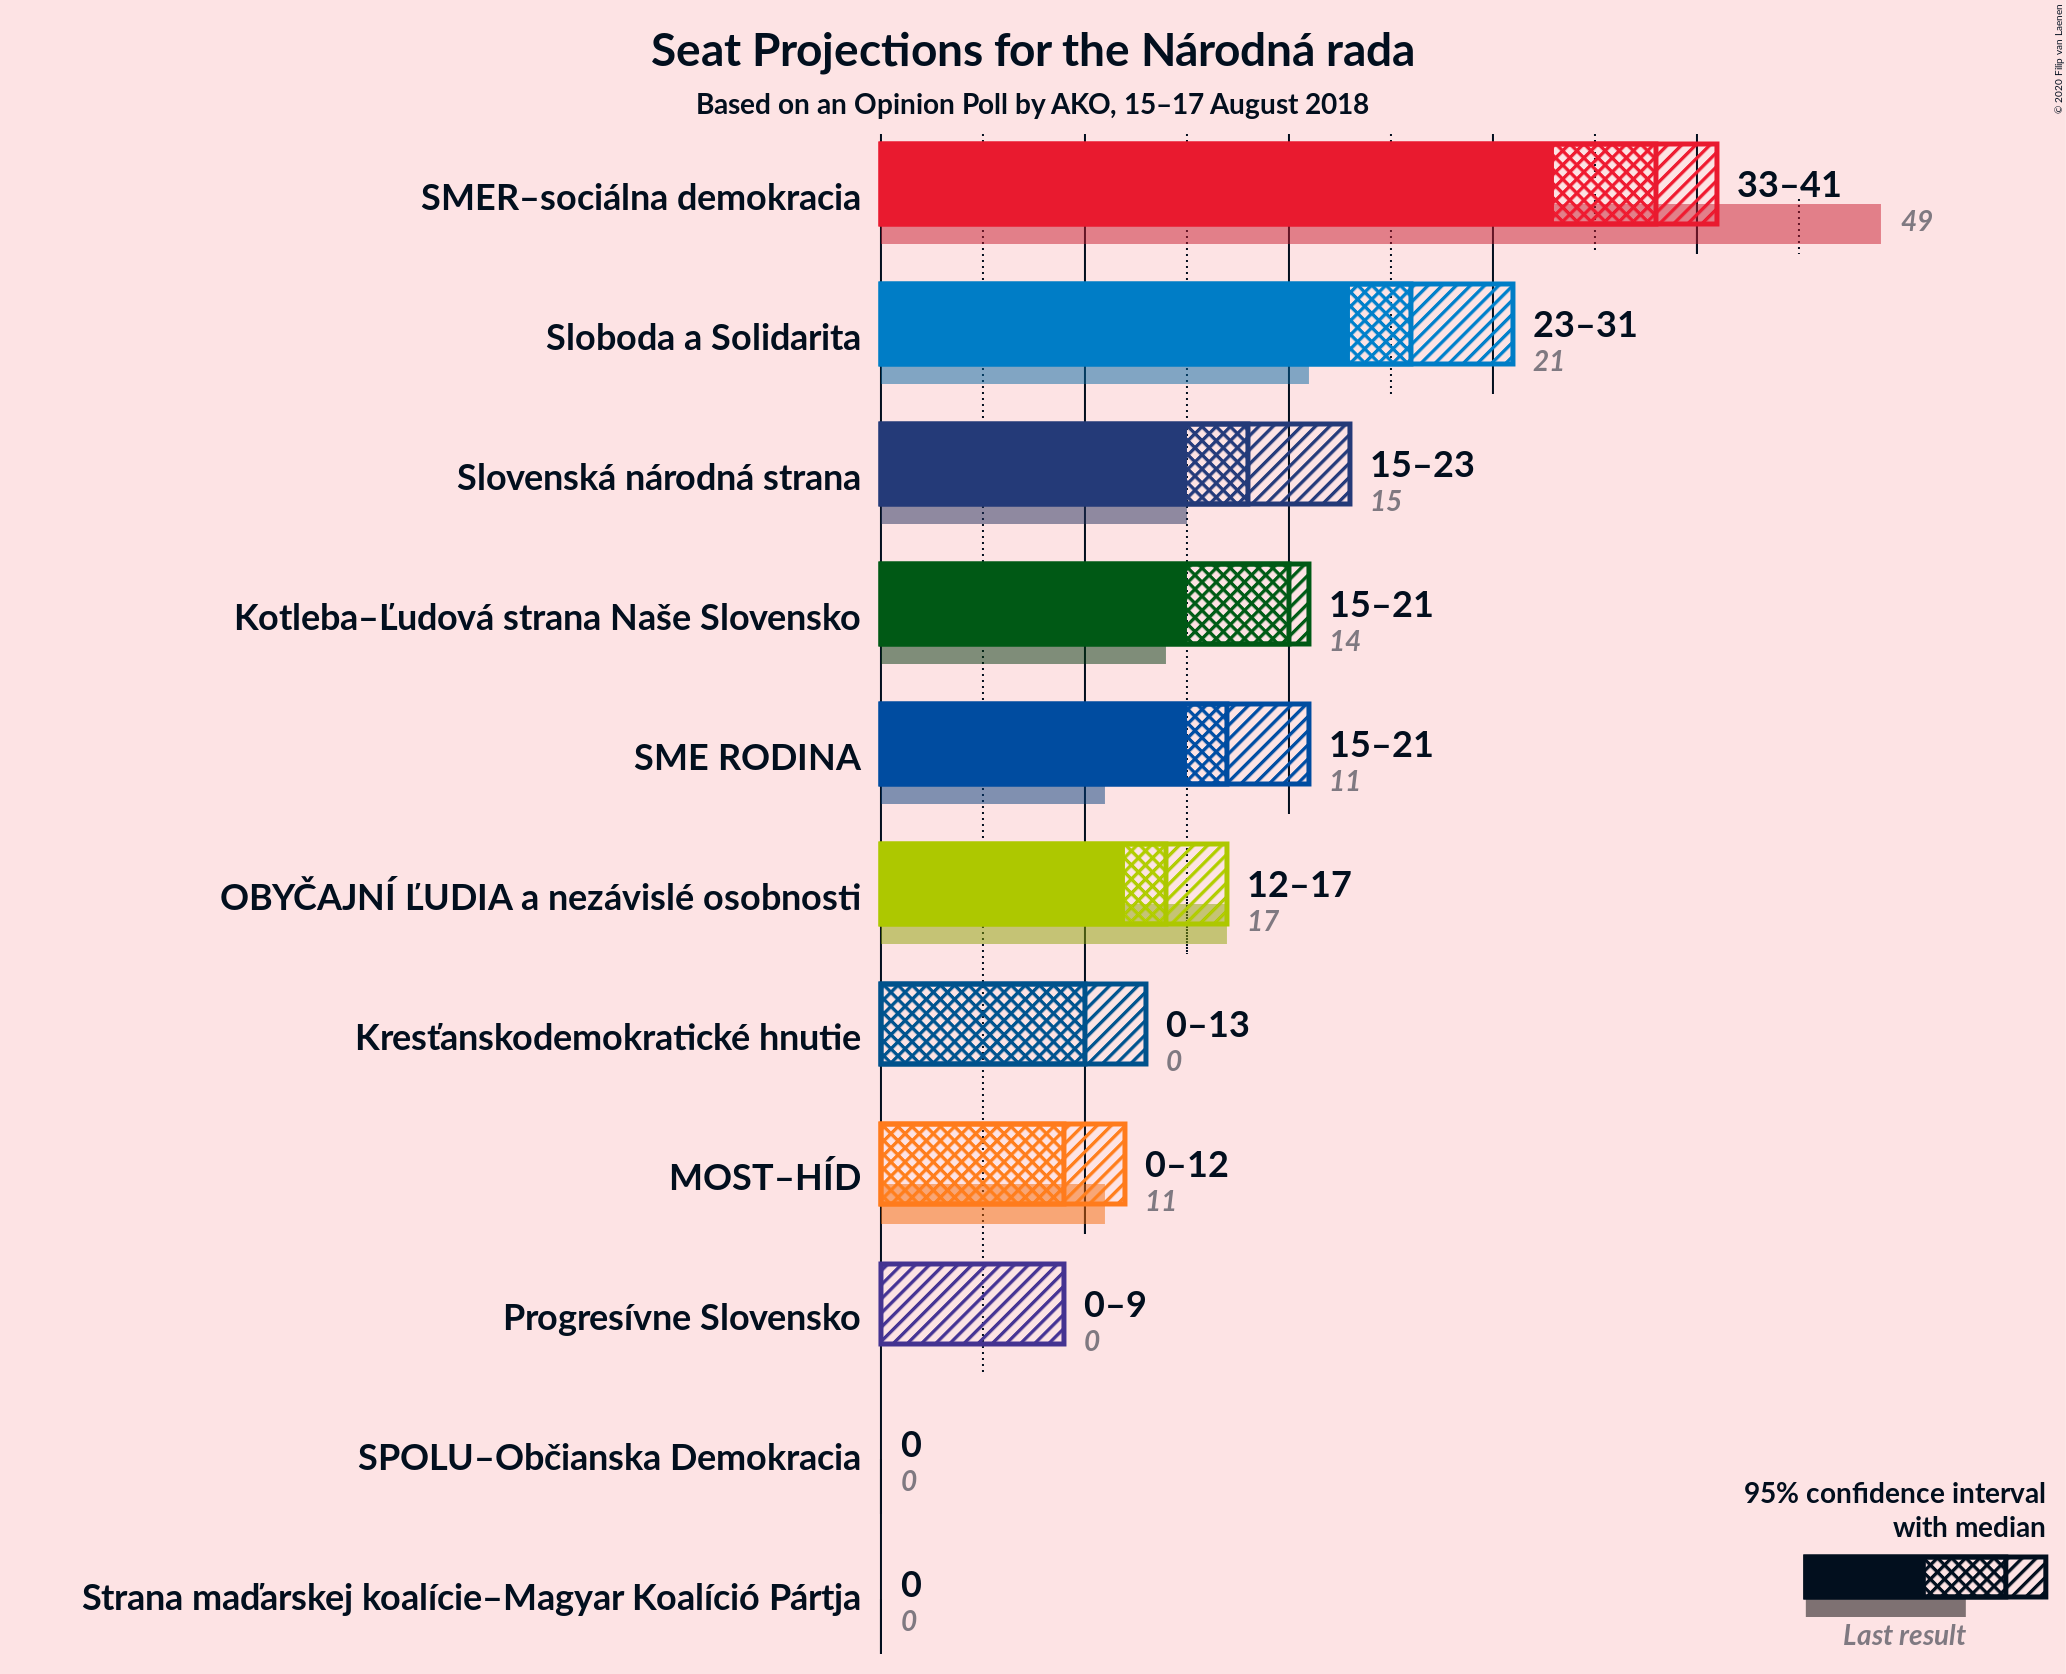 Seat Projections for the Národná rada
Based on an Opinion Poll by AKO, 15–17 August 2018
© 2020 Filip van Laenen
SMER–sociálna demokracia
33–41
49
Sloboda a Solidarita
23–31
21
Slovenská národná strana
15–23
15
Kotleba–Ľudová strana Naše Slovensko
15–21
14
SME RODINA
15–21
11
OBYČAJNÍ ĽUDIA a nezávislé osobnosti
12–17
17
Kresťanskodemokratické hnutie
0–13
0
MOST–HÍD
0–12
11
Progresívne Slovensko
0–9
0
SPOLU–Občianska Demokracia
0
0
Strana maďarskej koalície–Magyar Koalíció Pártja
0
0
95% confidence interval
with median
Last result